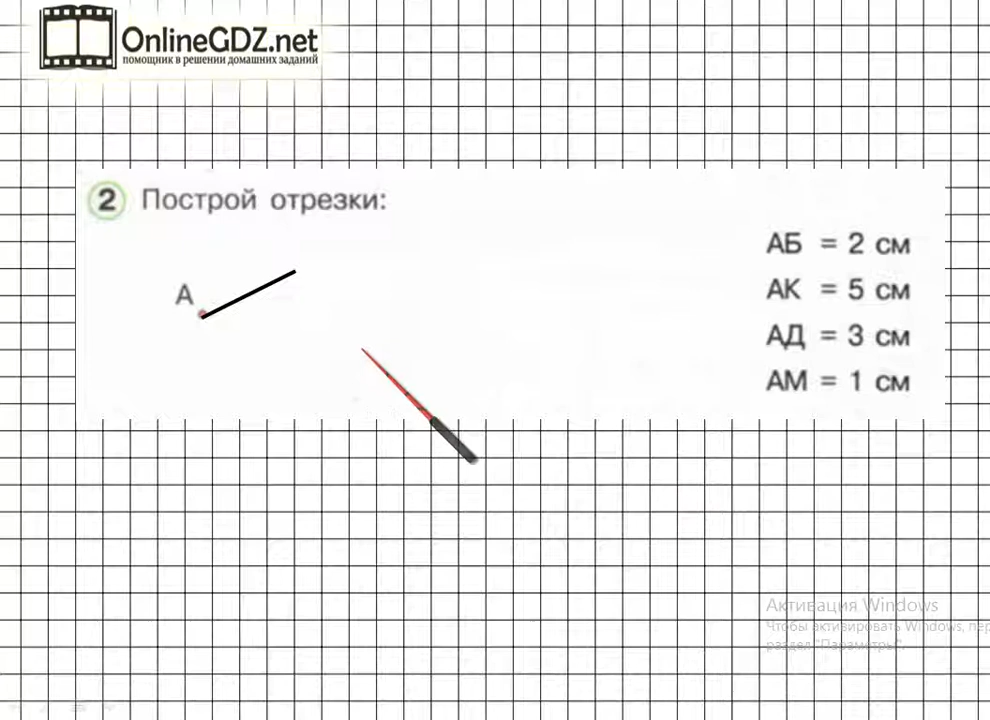 OnlineGDZ.net
помощник в решении домашних заданий
2 Построй отрезки:
А
АБ = 2 см
АК = 5 см
АД = 3 см
АМ = 1 см
Активация Windows
Чтобы активировать Windows, пер
раздел "Параметры".